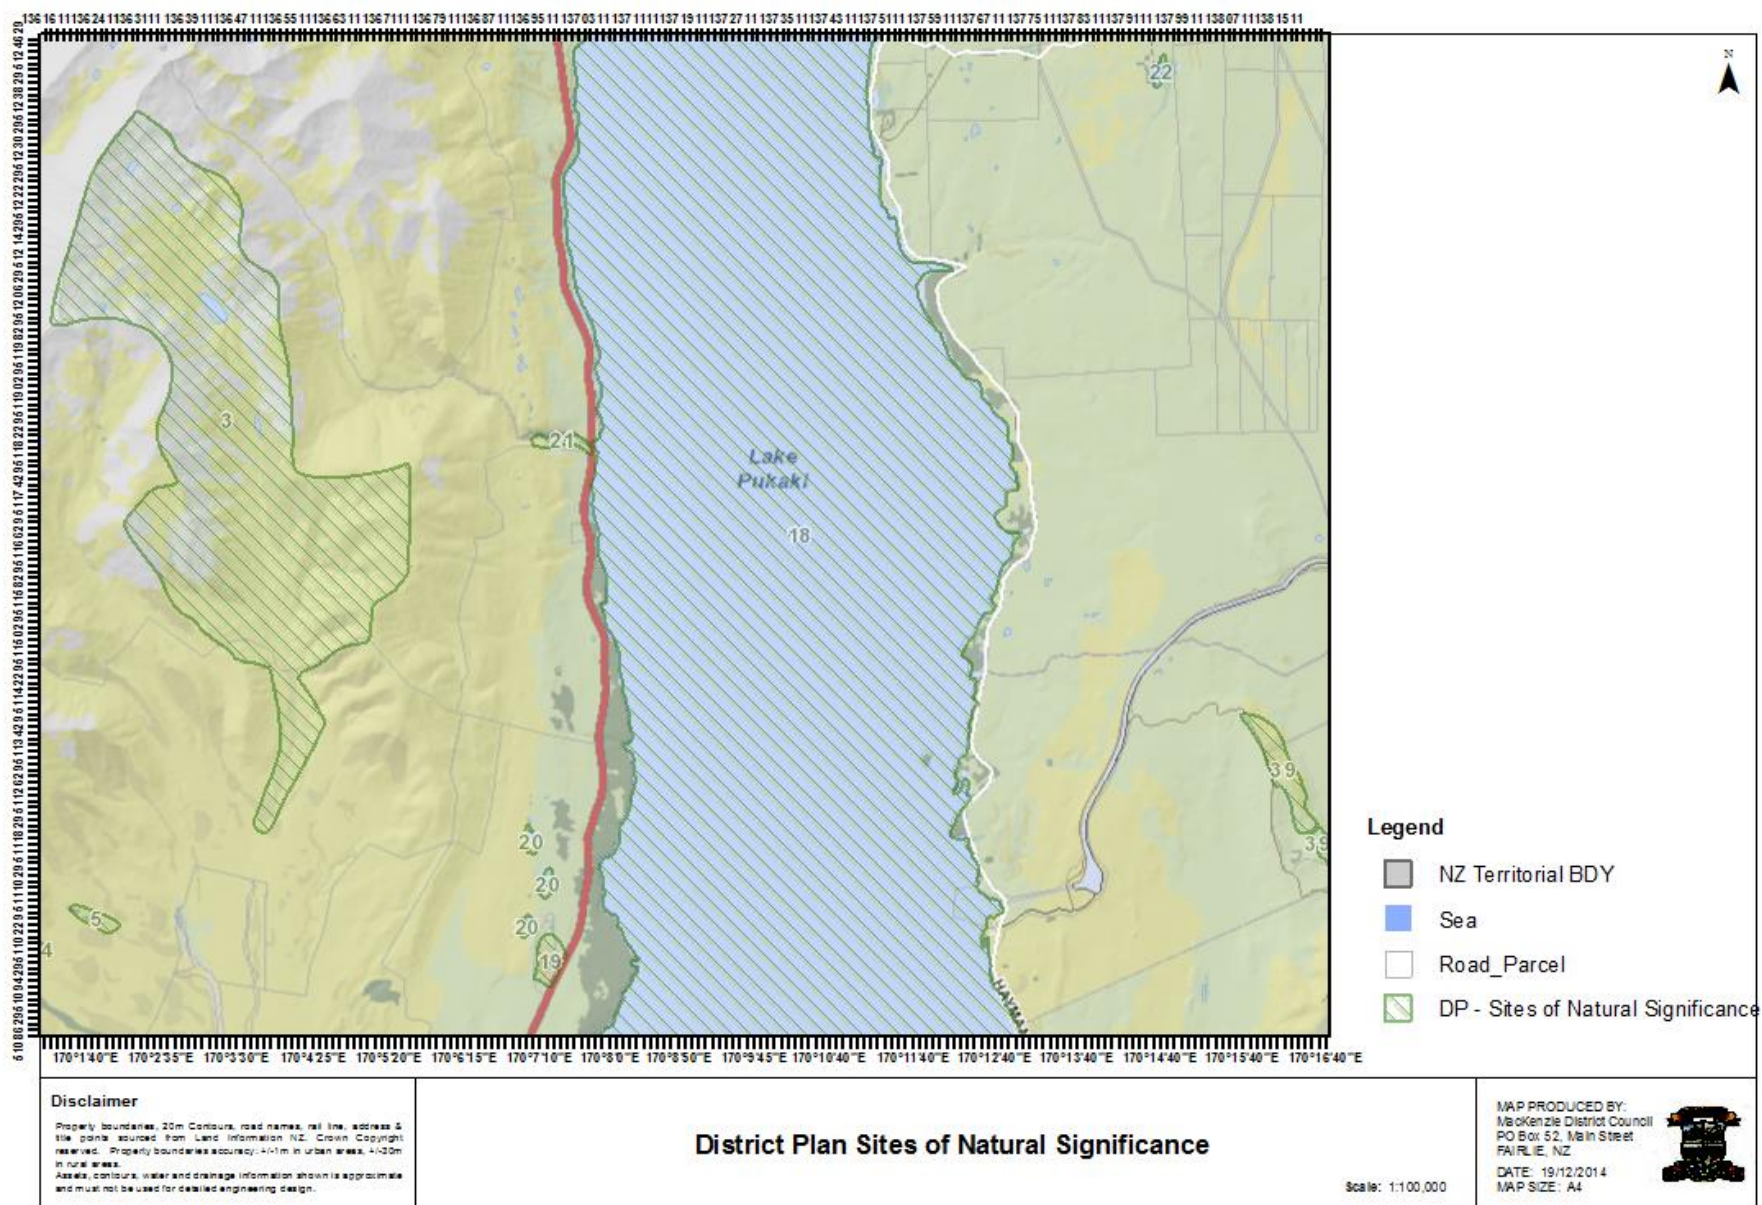 N
22
3
21
Lake
Pukaki
18
39
39
20
20
20
5
4
19
HAYMA
Legend
NZ Territorial BDY
Sea
Road_Parcel
DP - Sites of Natural Significance
170°1'40"E 170°2'35"E 170°3'30"E 170°4'25"E 170°5'20"E 170°6'15"E 170°7'10"E 170°8'5"E 170°8'50"E 170°9'45"E 170°10'40"E 170°11'40"E 170°12'40"E 170°13'40"E 170°14'40"E 170°15'40"E 170°16'40"E
Disclaimer
Property boundaries, 20m Contours, road names, rail line, address &
title points sourced from Land Information NZ. Crown Copyright
reserved. Property boundaries accuracy: +/-1m in urban areas, +/-30m
in rural areas.
Assets, contours, water and drainage information shown is approximate
and must not be used for detailed engineering design.
District Plan Sites of Natural Significance
Scale: 1:100,000
MAP PRODUCED BY:
MacKenzie District Council
PO Box 52, Main Street
FAIRLIE, NZ
DATE: 19/12/2014
MAP SIZE: A4